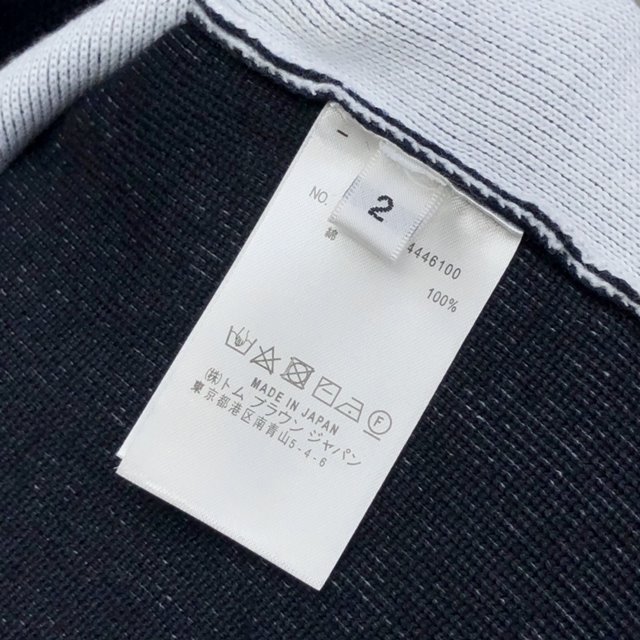 2
NO. 4446100
綿 100%
MADE IN JAPAN
(株)トム ブラウン ジャパン
東京都港区南青山5-4-6